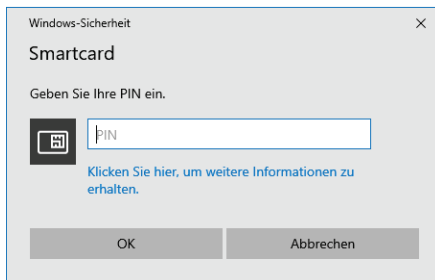 Windows-Sicherheit
Smartcard
Geben Sie Ihre PIN ein.
PIN
Klicken Sie hier, um weitere Informationen zu
erhalten.
OK
Abbrechen